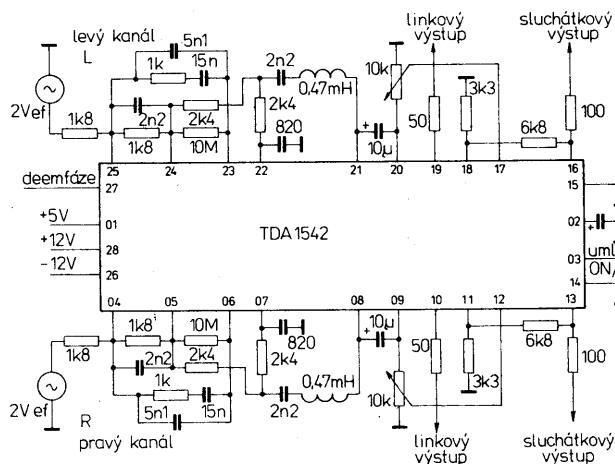 levý kanál
L
5n1
1k
15n
2n2
0,47mH
10k
linkový
výstup
sluchátkový
výstup
3k3
2Vef
1k8
2n2
1k8
2k4
10M
2k4
820
+
10µ
50
6k8
100
25
24
23
22
21
20
19
18
17
16
deemfáze
27
15
+5V
01
02
+
+12V
28
TDA1542
03
uml
ON/
-12V
26
14
04
05
06
07
08
09
10
11
12
13
1k8
1k8
10M
2n2
2k4
1k
5n1
15n
820
2k4
2n2
0,47mH
+
10µ
10k
50
3k3
6k8
100
2Vef
R
pravý kanál
linkový
výstup
sluchátkový
výstup